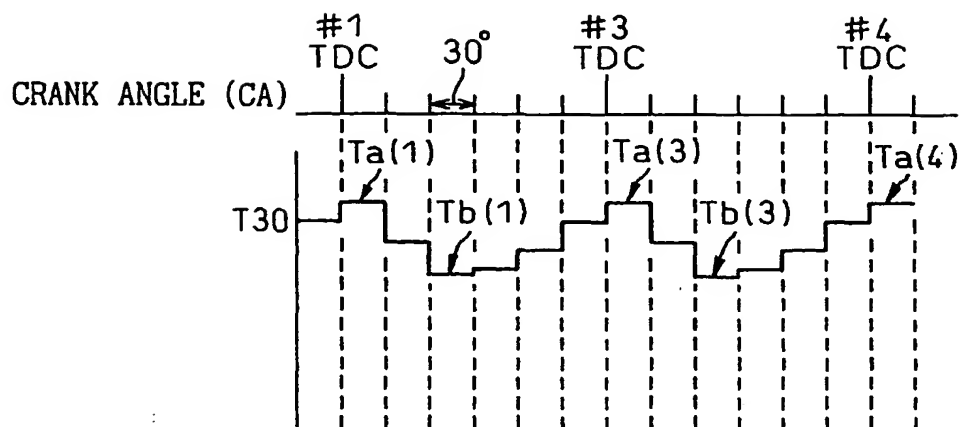 #1
TDC
30°
#3
TDC
#4
TDC
CRANK ANGLE (CA)
Ta(1)
Ta(3)
Ta(4)
T30
Tb(1)
Tb(3)